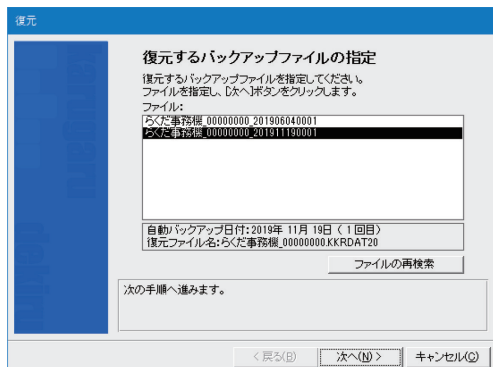 復元
復元するバックアップファイルの指定
復元するバックアップファイルを指定してください。
ファイルを指定し、[次へ]ボタンをクリックします。
ファイル:
らくだ事務機_00000000_201906040001
らくだ事務機_00000000_201911190001
自動バックアップ日付:2019年 11月 19日 ( 1 回目)
復元ファイル名:らくだ事務機_00000000.KKRDAT20
ファイルの再検索
次の手順へ進みます。
< 戻る(B)
次へ(N) >
キャンセル(C)